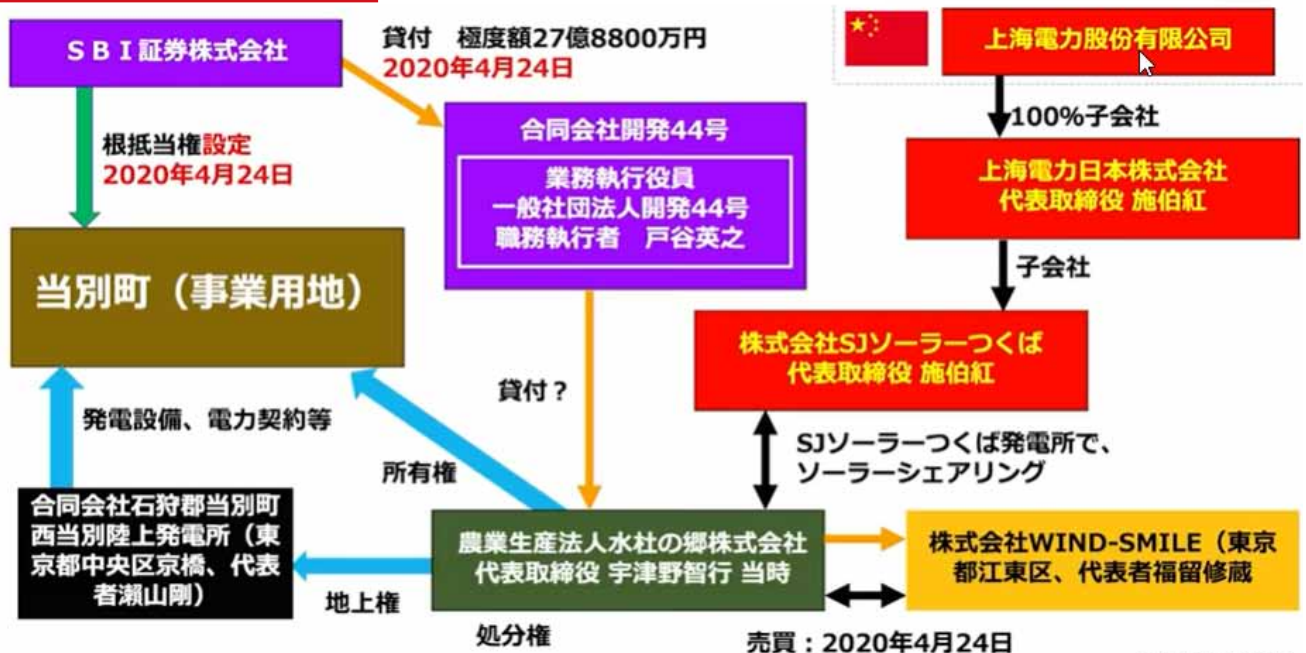 SBI証券株式会社
貸付 極度額27億8800万円
2020年4月24日
上海電力股份有限公司
根抵当権設定
2020年4月24日
合同会社開発44号
業務執行役員
一般社団法人開発44号
職務執行者 戸谷英之
100%子会社
上海電力日本株式会社
代表取締役 施伯紅
当別町(事業用地)
子会社
株式会社SJソーラーつくば
代表取締役 施伯紅
貸付?
発電設備、電力契約等
所有権
SJソーラーつくば発電所で、
ソーラーシェアリング
合同会社石狩郡当別町
西当別陸上発電所(東
京都中央区京橋、代表
者瀬山剛)
農業生産法人水杜の郷株式会社
代表取締役 宇津野智行 当時
株式会社WIND-SMILE(東京
都江東区、代表者福留修蔵
地上権
処分権
売買:2020年4月24日